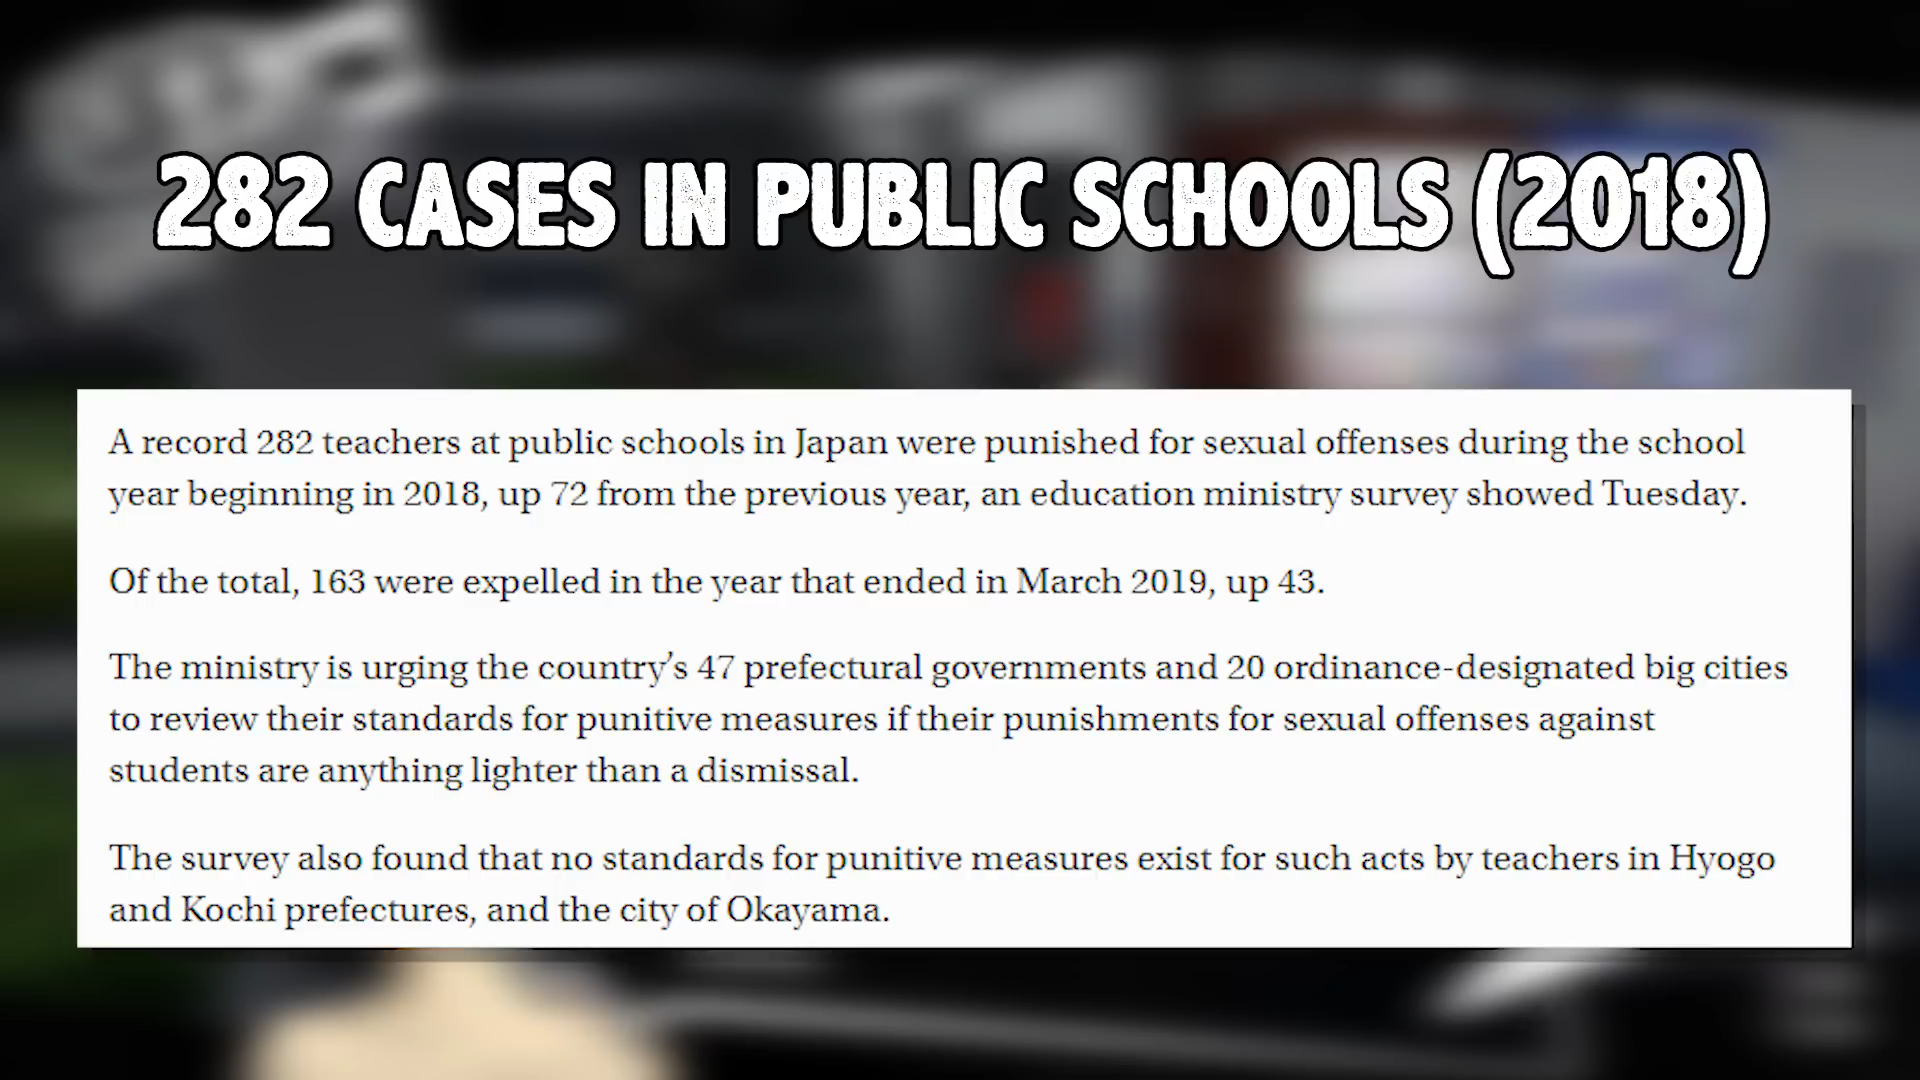 282 CASES IN PUBLIC SCHOOLS (2018)
A record 282 teachers at public schools in Japan were punished for sexual offenses during the school
year beginning in 2018, up 72 from the previous year, an education ministry survey showed Tuesday.
Of the total, 163 were expelled in the year that ended in March 2019, up 43.
The ministry is urging the country’s 47 prefectural governments and 20 ordinance-designated big cities
to review their standards for punitive measures if their punishments for sexual offenses against
students are anything lighter than a dismissal.
The survey also found that no standards for punitive measures exist for such acts by teachers in Hyogo
and Kochi prefectures, and the city of Okayama.